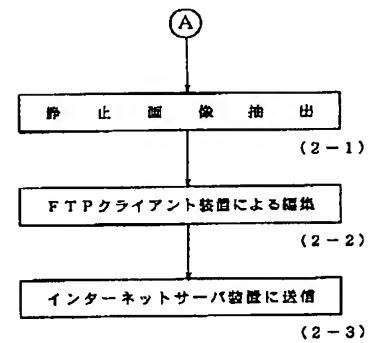 A
静止画像抽出
(2-1)
FTPクライアント装置による編集
(2-2)
インターネットサーバ装置に送信
(2-3)